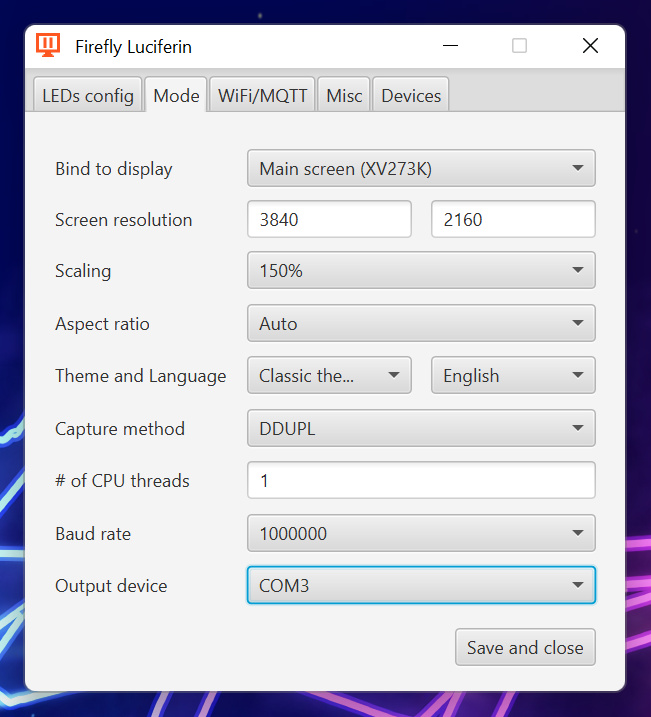 Firefly Luciferin
LEDs config Mode WiFi/MQTT Misc Devices
Bind to display Main screen (XV273K)
Screen resolution 3840 2160
Scaling 150%
Aspect ratio Auto
Theme and Language Classic the... English
Capture method DDUPL
# of CPU threads 1
Baud rate 1000000
Output device COM3
Save and close